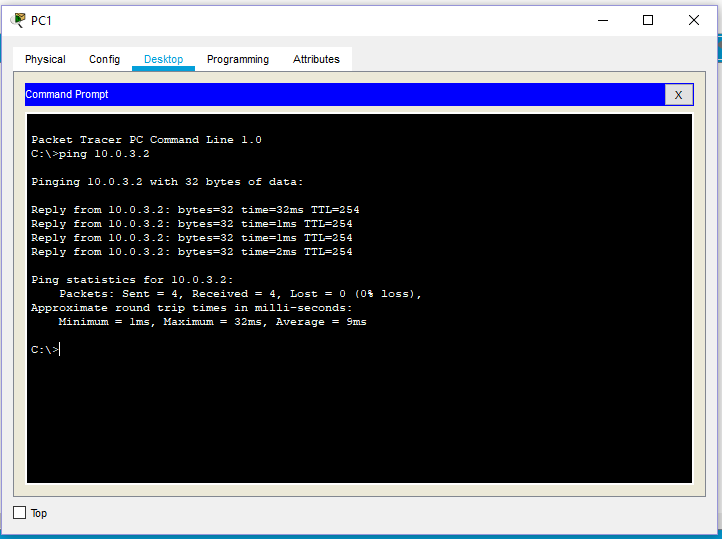 PC1
Physical Config Desktop Programming Attributes
Command Prompt X
Packet Tracer PC Command Line 1.0
C:\>ping 10.0.3.2
Pinging 10.0.3.2 with 32 bytes of data:
Reply from 10.0.3.2: bytes=32 time=32ms TTL=254
Reply from 10.0.3.2: bytes=32 time=1ms TTL=254
Reply from 10.0.3.2: bytes=32 time=1ms TTL=254
Reply from 10.0.3.2: bytes=32 time=2ms TTL=254
Ping statistics for 10.0.3.2:
Packets: Sent = 4, Received = 4, Lost = 0 (0% loss),
Approximate round trip times in milli-seconds:
Minimum = 1ms, Maximum = 32ms, Average = 9ms
C:\>
Top